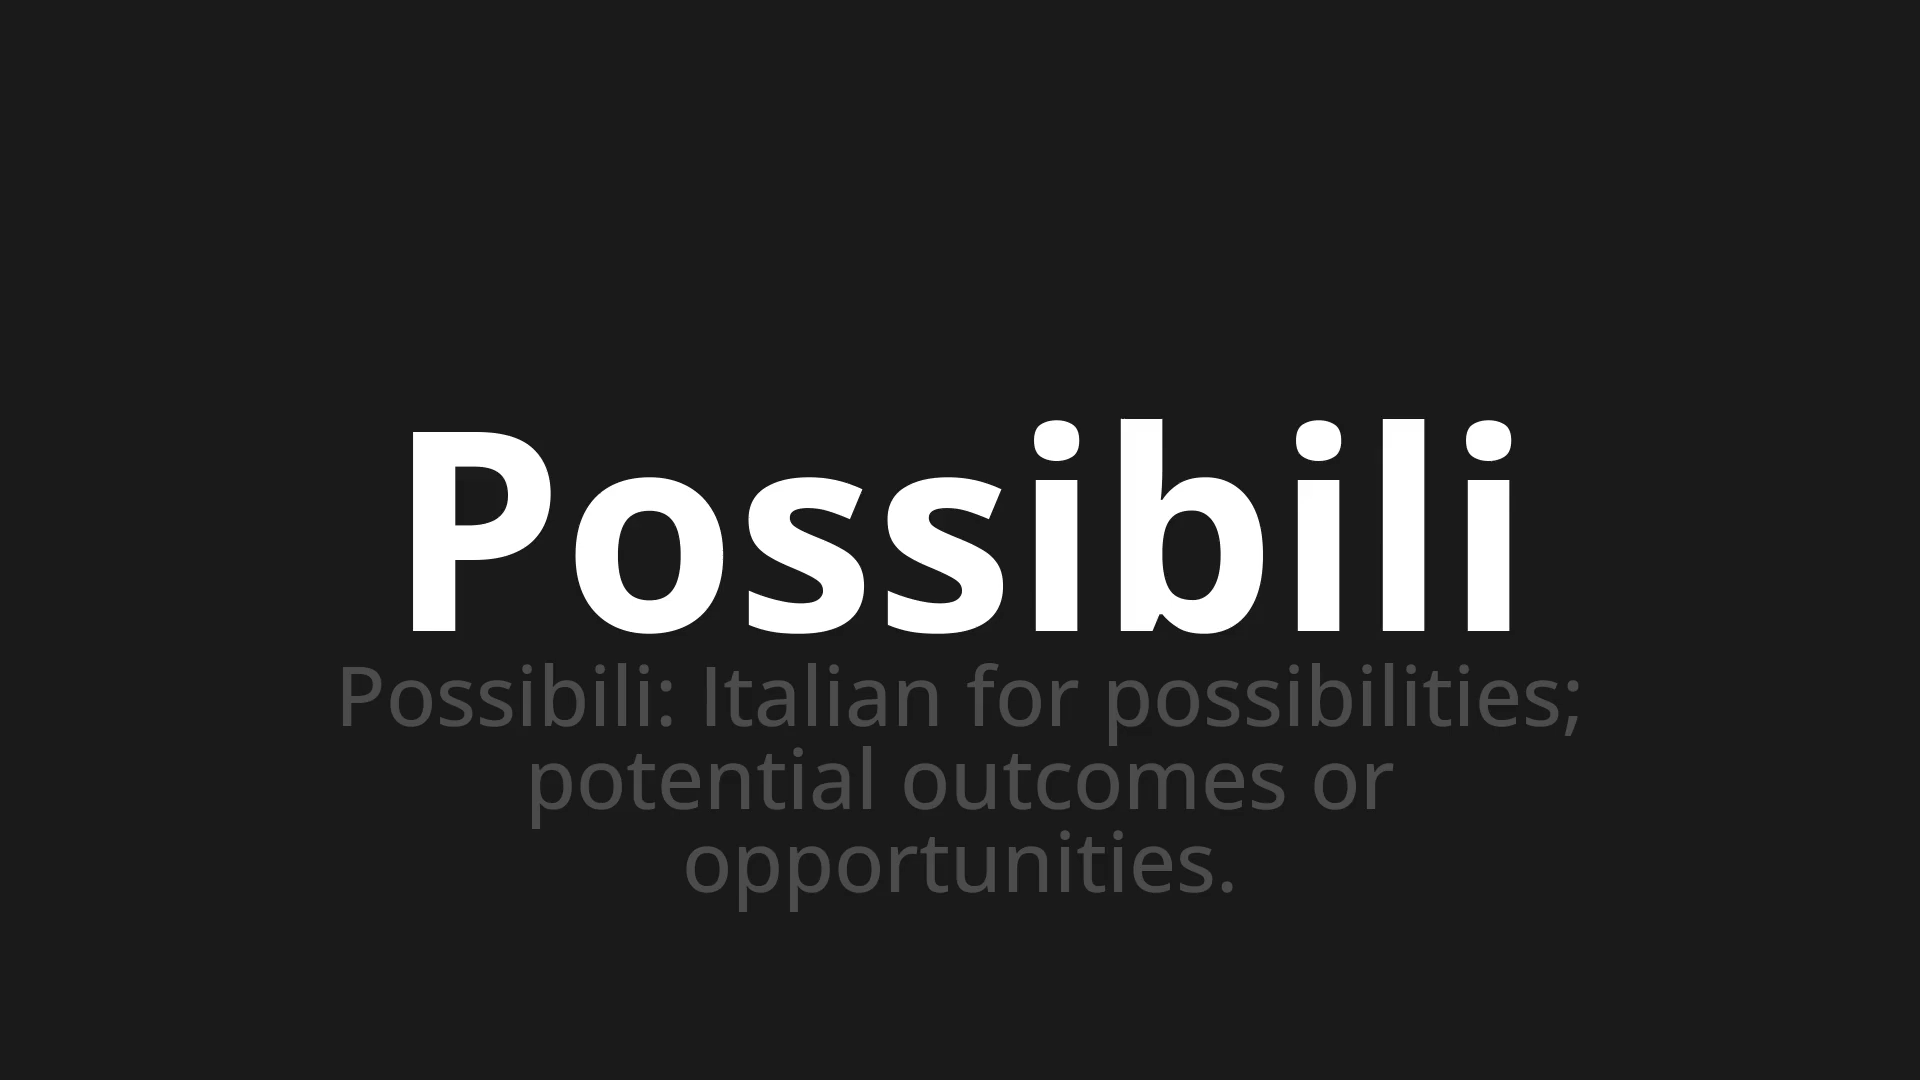 Possibili
Possibili: Italian for possibilities;
potential outcomes or
opportunities.